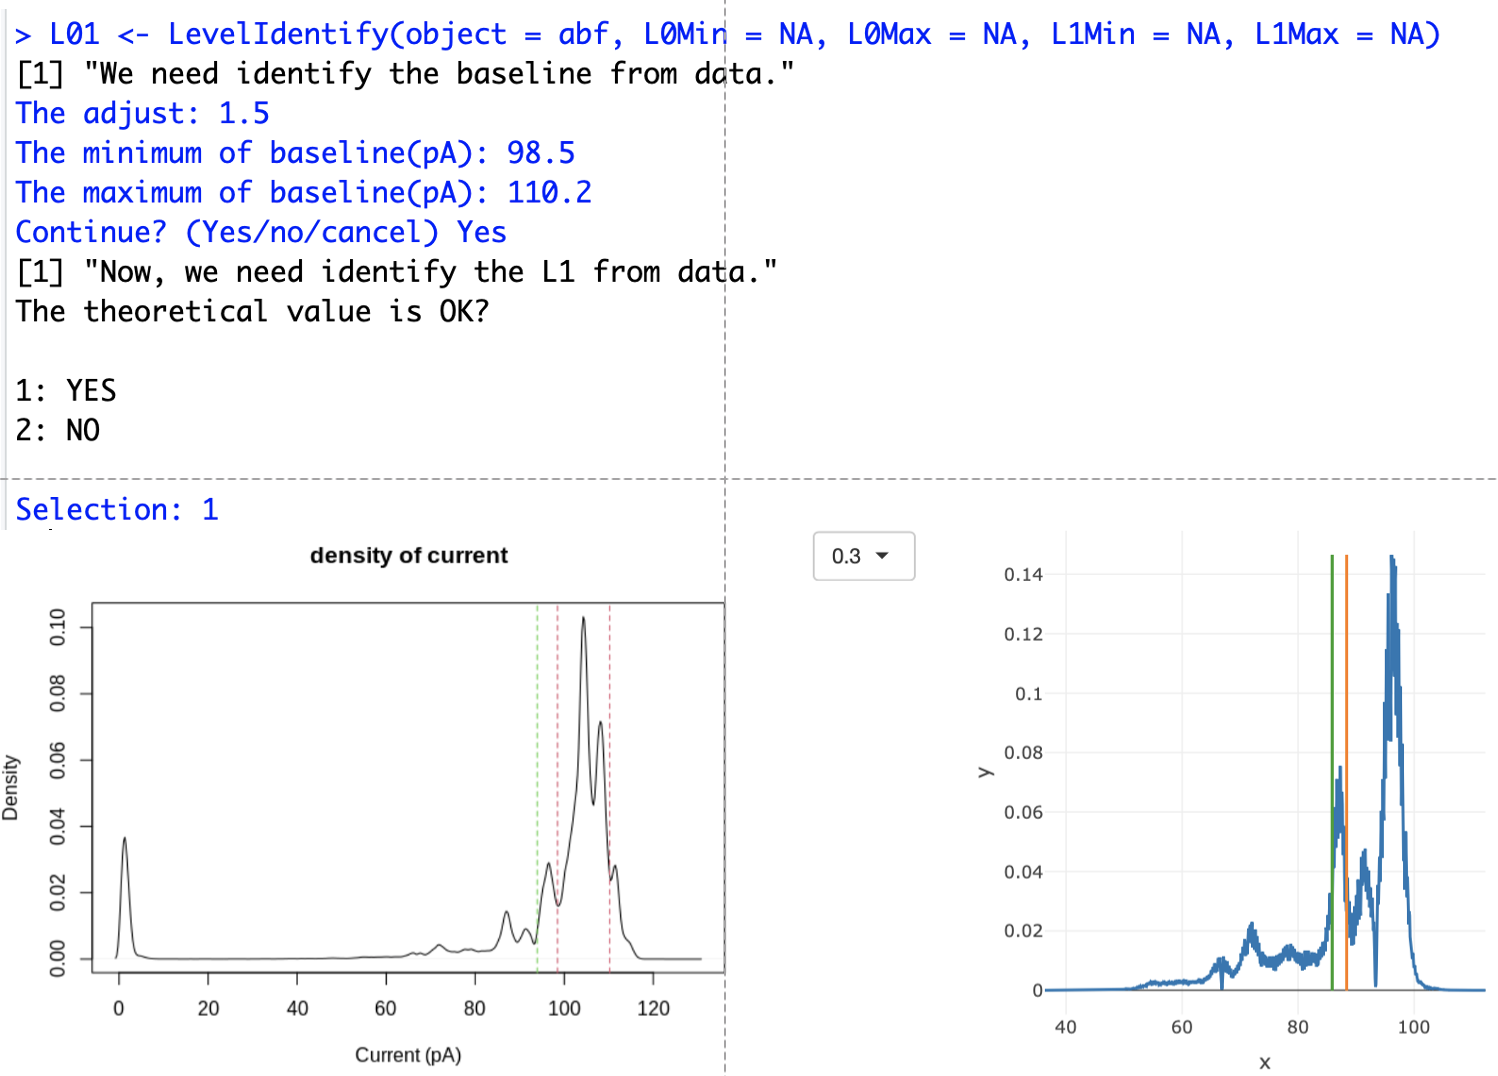 > L01 <- LevelIdentify(object = abf, L0Min = NA, L0Max = NA, L1Min = NA, L1Max = NA)
[1] "We need identify the baseline from data."
The adjust: 1.5
The minimum of baseline(pA): 98.5
The maximum of baseline(pA): 110.2
Continue? (Yes/no/cancel) Yes
[1] "Now, we need identify the L1 from data."
The theoretical value is OK?
1: YES
2: NO
Selection: 1
density of current
Density
0.10
0.08
0.06
0.04
0.02
0.00
0 20 40 60 80 100 120
Current (pA)
0.3
y
0.14
0.12
0.1
0.08
0.06
0.04
0.02
0
40 60 80 100
x